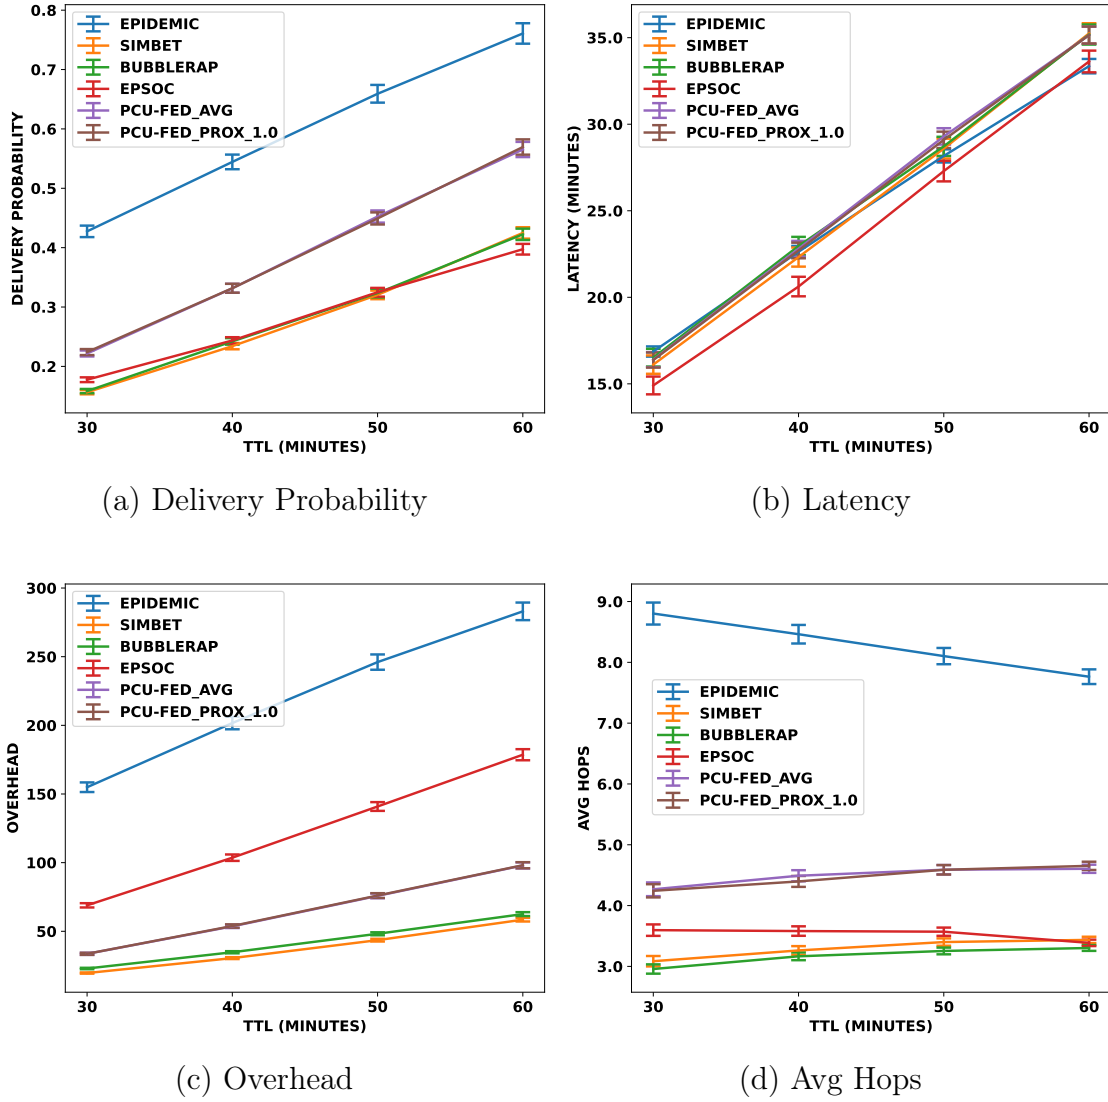 0.8
0.7
0.6
0.5
0.4
0.3
0.2
DELIVERY PROBABILITY
EPIDEMIC
SIMBET
BUBBLERAP
EPSOC
PCU-FED_AVG
PCU-FED_PROX_1.0
30 40 50 60
TTL (MINUTES)
(a) Delivery Probability
35.0
30.0
25.0
20.0
15.0
LATENCY (MINUTES)
EPIDEMIC
SIMBET
BUBBLERAP
EPSOC
PCU-FED_AVG
PCU-FED_PROX_1.0
30 40 50 60
TTL (MINUTES)
(b) Latency
300
250
200
150
100
50
OVERHEAD
EPIDEMIC
SIMBET
BUBBLERAP
EPSOC
PCU-FED_AVG
PCU-FED_PROX_1.0
30 40 50 60
TTL (MINUTES)
(c) Overhead
9.0
8.0
7.0
6.0
5.0
4.0
3.0
AVG HOPS
EPIDEMIC
SIMBET
BUBBLERAP
EPSOC
PCU-FED_AVG
PCU-FED_PROX_1.0
30 40 50 60
TTL (MINUTES)
(d) Avg Hops